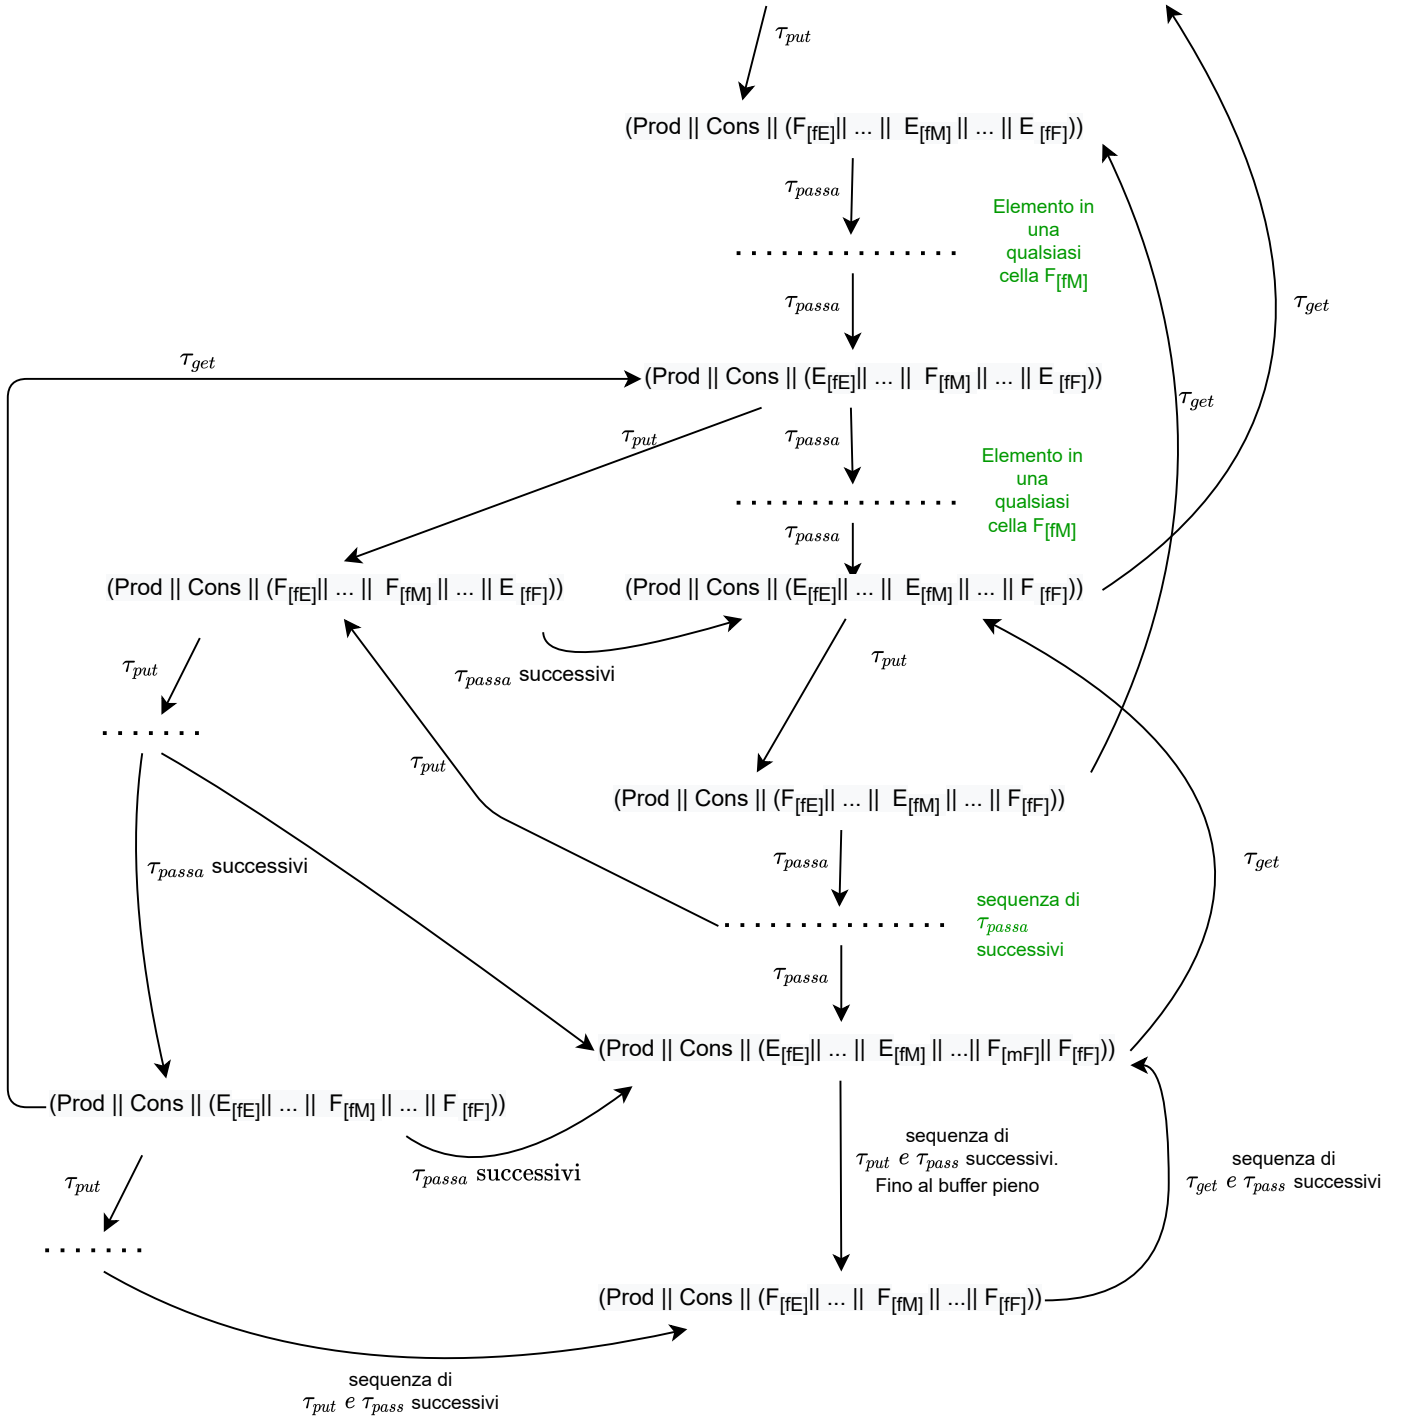 τput
(Prod || Cons || (F[fE]|| ... || E[fM] || ... || E [fF]))
τpassa
Elemento in
una
qualsiasi
cella F[fM]
τpassa
τget
τget
(Prod || Cons || (E[fE]|| ... || F[fM] || ... || E [fF]))
τget
τput
τpassa
Elemento in
una
qualsiasi
cella F[fM]
τpassa
(Prod || Cons || (F[fE]|| ... || F[fM] || ... || E [fF]))
(Prod || Cons || (E[fE]|| ... || E[fM] || ... || F [fF]))
τput
τpassa successivi
τput
τput
(Prod || Cons || (F[fE]|| ... || E[fM] || ... || F[fF]))
τpassa successivi
τpassa
τget
sequenza di
τpassa
successivi
τpassa
(Prod || Cons || (E[fE]|| ... || E[fM] || ...|| F[mF]|| F[fF]))
(Prod || Cons || (E[fE]|| ... || F[fM] || ... || F [fF]))
τpassa successivi
τput
sequenza di
τput e τpass successivi.
Fino al buffer pieno
sequenza di
τget e τpass successivi
(Prod || Cons || (F[fE]|| ... || F[fM] || ...|| F[fF]))
sequenza di
τput e τpass successivi